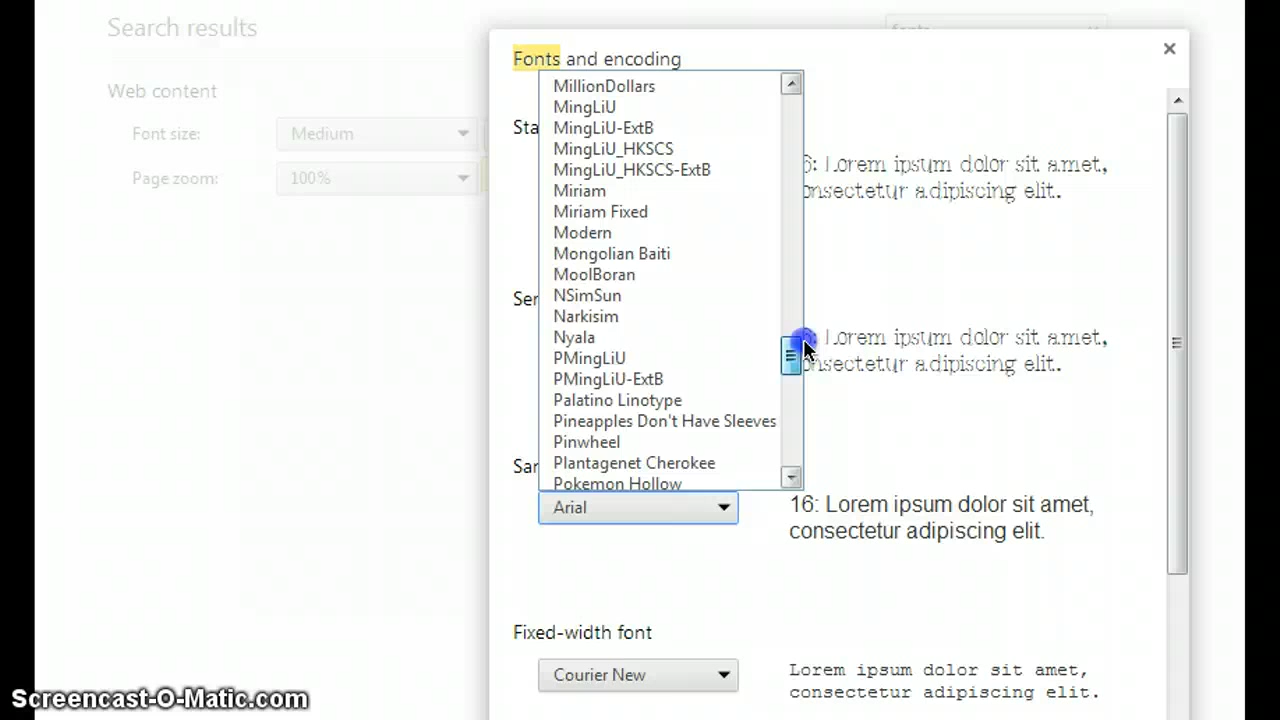 Search results
fonts
Fonts and encoding
Web content
Font size:
Medium
Page zoom:
100%
MillionDollars
MingLiU
MingLiU-ExtB
MingLiU_HKSCS
MingLiU_HKSCS-ExtB
Miriam
Miriam Fixed
Modern
Mongolian Baiti
MoolBoran
NSimSun
Narkisim
Nyala
PMingLiU
PMingLiU-ExtB
Palatino Linotype
Pineapples Don't Have Sleeves
Pinwheel
Plantagenet Cherokee
Pokemon Hollow
Sta
6: Lorem ipsum dolor sit amet,
onsectetur adipiscing elit.
Ser
Lorem ipsum dolor sit amet,
onsectetur adipiscing elit.
San
Arial
16: Lorem ipsum dolor sit amet,
consectetur adipiscing elit.
Fixed-width font
Courier New
Lorem ipsum dolor sit amet,
consectetur adipiscing elit.
Screencast-O-Matic.com